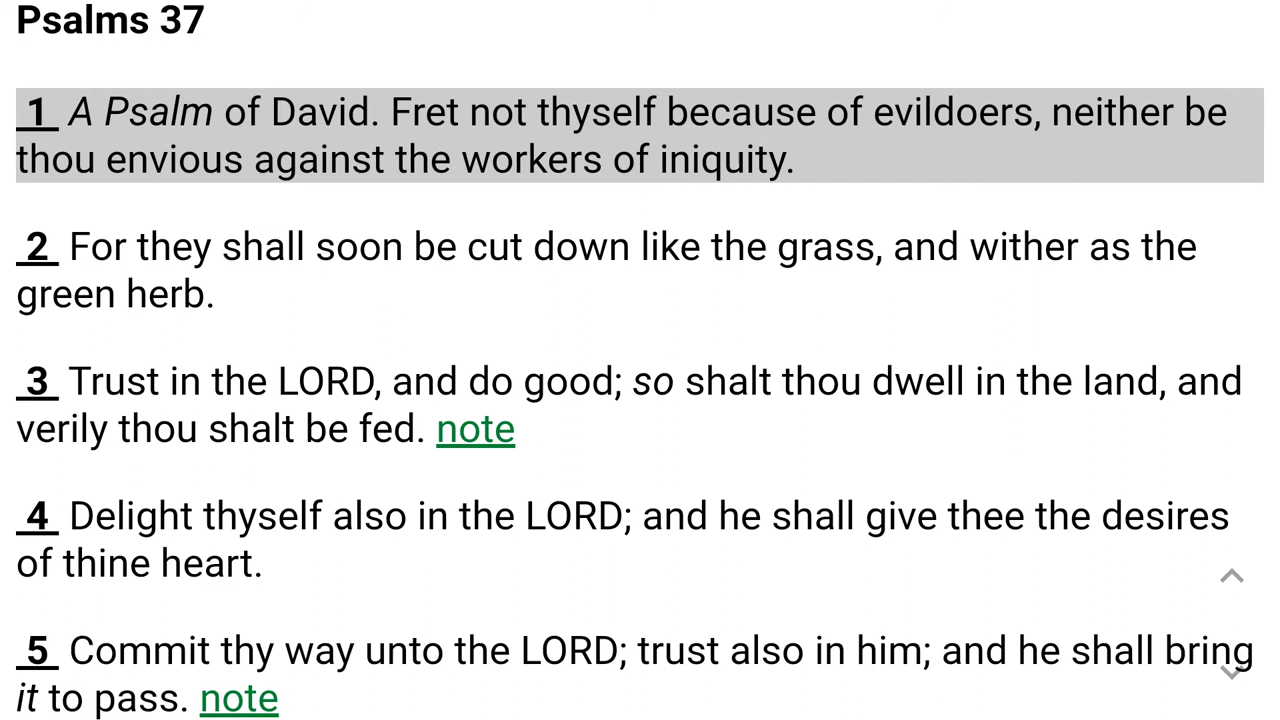 Psalms 37
1 A Psalm of David. Fret not thyself because of evildoers, neither be
thou envious against the workers of iniquity.
2 For they shall soon be cut down like the grass, and wither as the
green herb.
3 Trust in the LORD, and do good; so shalt thou dwell in the land, and
verily thou shalt be fed. note
4 Delight thyself also in the LORD; and he shall give thee the desires
of thine heart.
5 Commit thy way unto the LORD; trust also in him; and he shall bring
it to pass. note